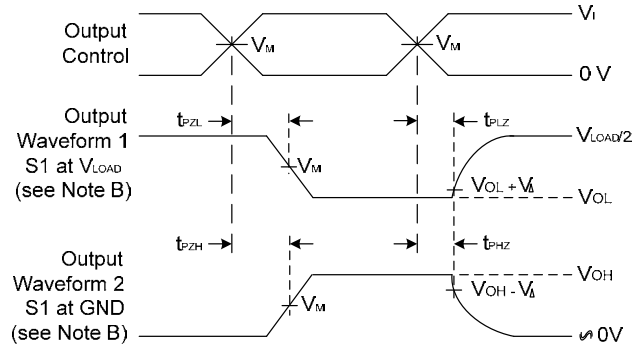 Output
Control
VM
VM
VI
0 V
Output
Waveform 1
S1 at VLOAD
(see Note B)
tPZL
tPLZ
VM
VLOAD/2
VOL + VΔ
VOL
Output
Waveform 2
S1 at GND
(see Note B)
tPZH
tPHZ
VM
VOH
VOH - VΔ
∽ 0V